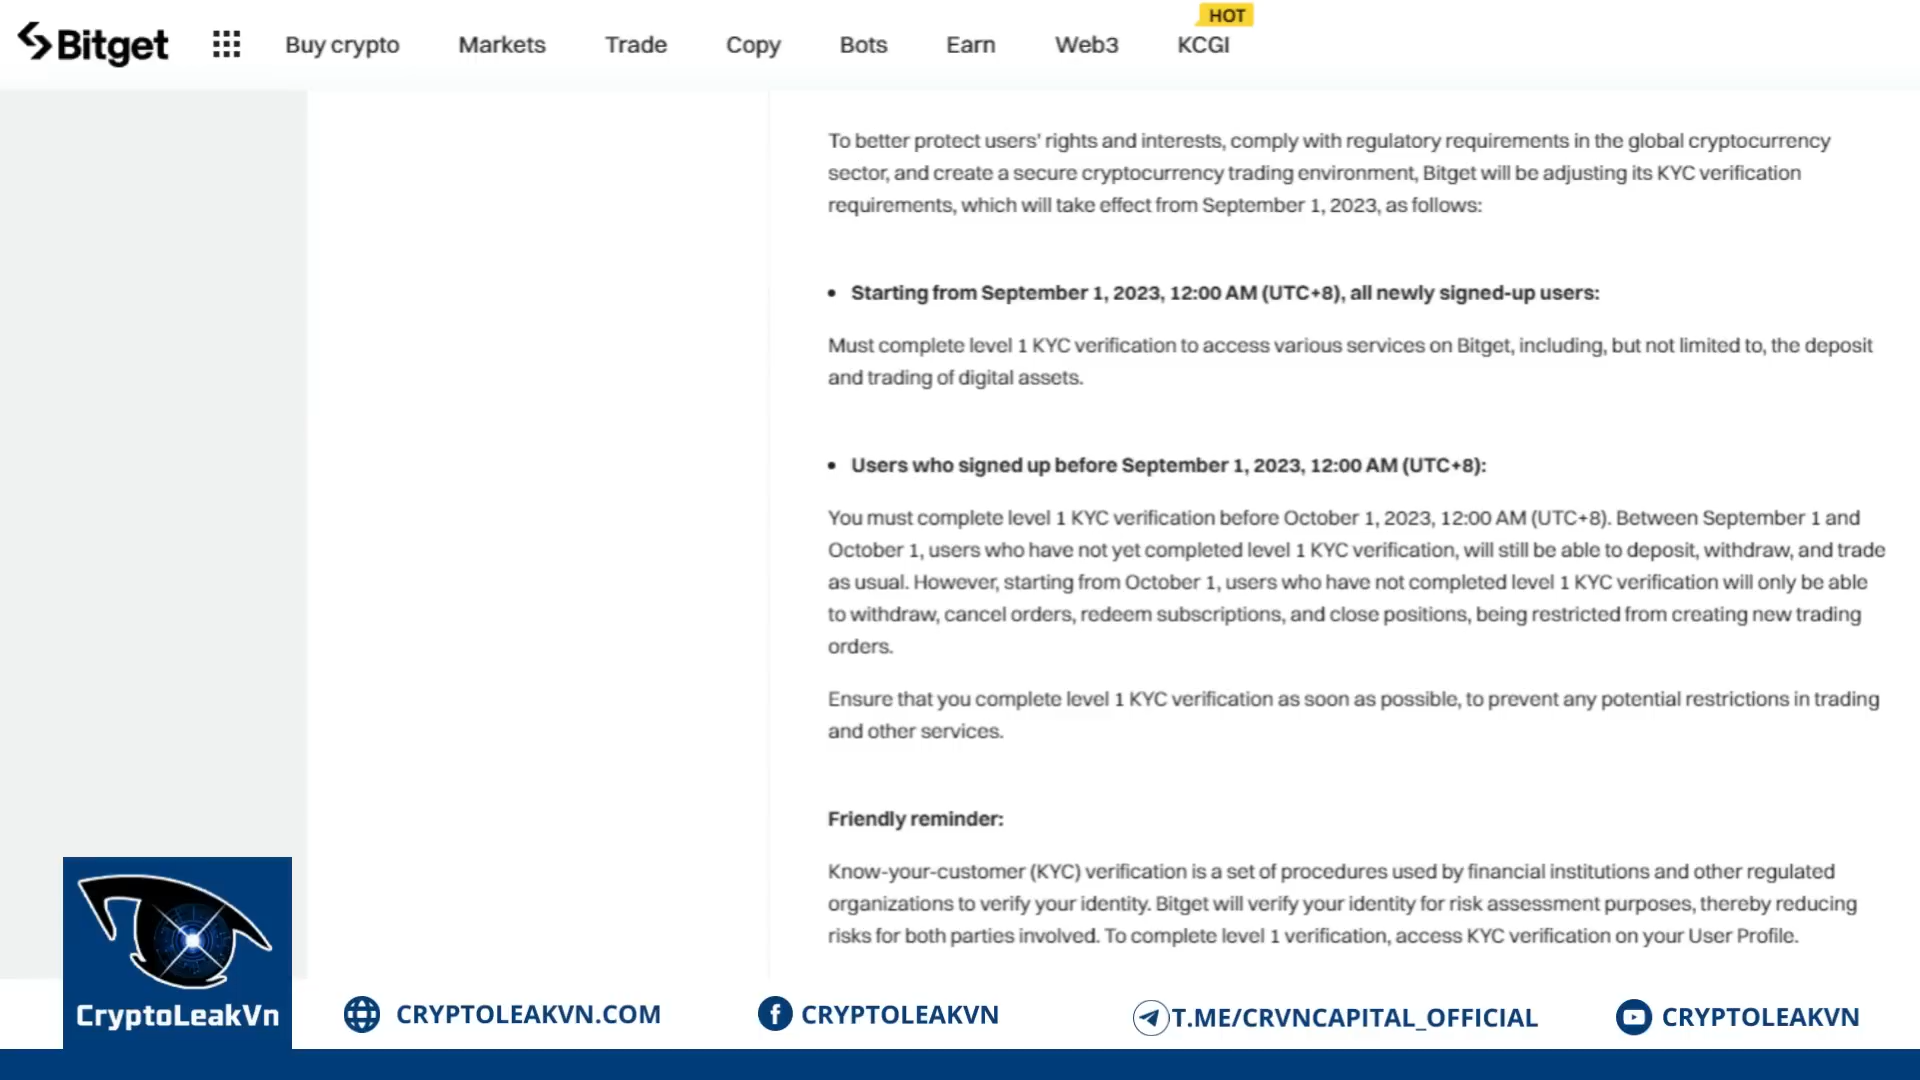 Bitget
Buy crypto
Markets
Trade
Copy
Bots
Earn
Web3
HOT
KCGI
To better protect users' rights and interests, comply with regulatory requirements in the global cryptocurrency
sector, and create a secure cryptocurrency trading environment, Bitget will be adjusting its KYC verification
requirements, which will take effect from September 1, 2023, as follows:
• Starting from September 1, 2023, 12:00 AM (UTC+8), all newly signed-up users:
Must complete level 1 KYC verification to access various services on Bitget, including, but not limited to, the deposit
and trading of digital assets.
• Users who signed up before September 1, 2023, 12:00 AM (UTC+8):
You must complete level 1 KYC verification before October 1, 2023, 12:00 AM (UTC+8). Between September 1 and
October 1, users who have not yet completed level 1 KYC verification, will still be able to deposit, withdraw, and trade
as usual. However, starting from October 1, users who have not completed level 1 KYC verification will only be able
to withdraw, cancel orders, redeem subscriptions, and close positions, being restricted from creating new trading
orders.
Ensure that you complete level 1 KYC verification as soon as possible, to prevent any potential restrictions in trading
and other services.
Friendly reminder:
Know-your-customer (KYC) verification is a set of procedures used by financial institutions and other regulated
organizations to verify your identity. Bitget will verify your identity for risk assessment purposes, thereby reducing
risks for both parties involved. To complete level 1 verification, access KYC verification on your User Profile.
CryptoLeakVn
CRYPTOLEAKVN.COM
CRYPTOLEAKVN
T.ME/CRVNCAPITAL_OFFICIAL
CRYPTOLEAKVN